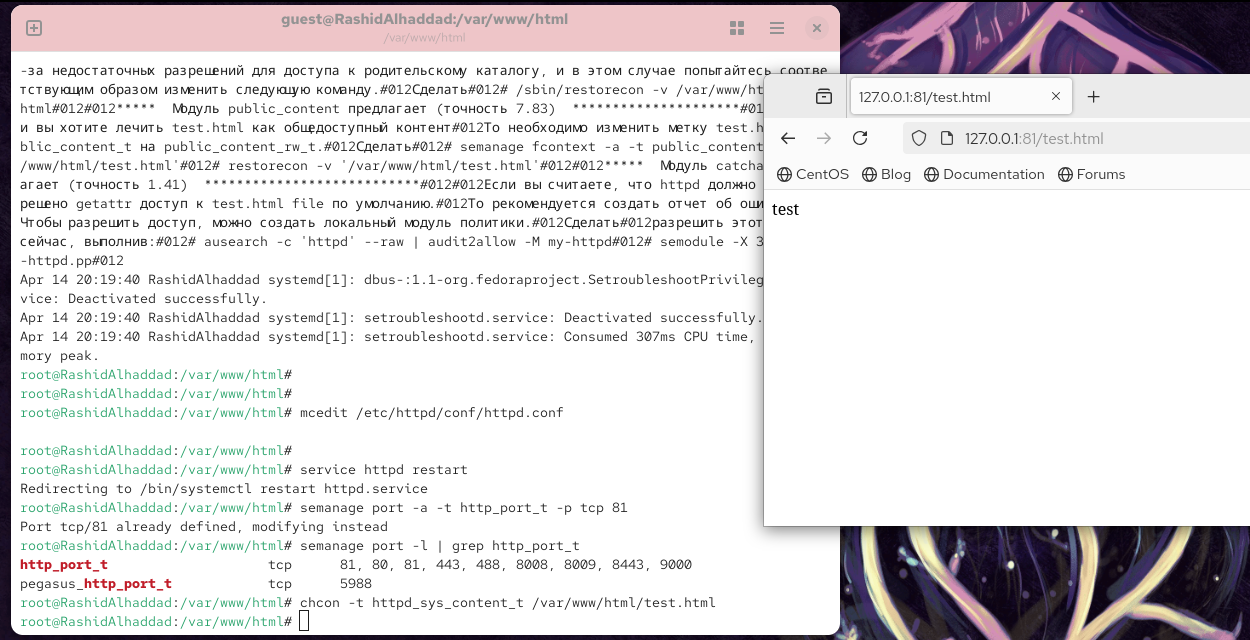 guest@RashidAlhaddad:/var/www/html
/var/www/html
-за недостаточных разрешений для доступа к родительскому каталогу, и в этом случае попытайтесь соотве
тствующим образом изменить следующую команду.#012Сделать#012# /sbin/restorecon -v /var/www/ht
html#012#012***** Модуль public_content предлагает (точность 7.83) *********************#01
и вы хотите лечить test.html как общедоступный контент#012То необходимо изменить метку test.h
blic_content_t на public_content_rw_t.#012Сделать#012# semanage fcontext -a -t public_content
/www/html/test.html'#012# restorecon -v '/var/www/html/test.html'#012#012***** Модуль catcha
агает (точность 1.41) ***************************#012#012Если вы считаете, что httpd должно
решено getattr доступ к test.html file по умолчанию.#012То рекомендуется создать отчет об оши
Чтобы разрешить доступ, можно создать локальный модуль политики.#012Сделать#012разрешить этот
сейчас, выполнив:#012# ausearch -c 'httpd' --raw | audit2allow -M my-httpd#012# semodule -X 3
-httpd.pp#012
Apr 14 20:19:40 RashidAlhaddad systemd[1]: dbus-:1.1-org.fedoraproject.SetroubleshootPrivileg
vice: Deactivated successfully.
Apr 14 20:19:40 RashidAlhaddad systemd[1]: setroubleshootd.service: Deactivated successfully.
Apr 14 20:19:40 RashidAlhaddad systemd[1]: setroubleshootd.service: Consumed 307ms CPU time,
mory peak.
root@RashidAlhaddad:/var/www/html#
root@RashidAlhaddad:/var/www/html#
root@RashidAlhaddad:/var/www/html# mcedit /etc/httpd/conf/httpd.conf
root@RashidAlhaddad:/var/www/html#
root@RashidAlhaddad:/var/www/html# service httpd restart
Redirecting to /bin/systemctl restart httpd.service
root@RashidAlhaddad:/var/www/html# semanage port -a -t http_port_t -p tcp 81
Port tcp/81 already defined, modifying instead
root@RashidAlhaddad:/var/www/html# semanage port -l | grep http_port_t
http_port_t tcp 81, 80, 81, 443, 488, 8008, 8009, 8443, 9000
pegasus_http_port_t tcp 5988
root@RashidAlhaddad:/var/www/html# chcon -t httpd_sys_content_t /var/www/html/test.html
root@RashidAlhaddad:/var/www/html#
127.0.0.1:81/test.html
127.0.0.1:81/test.html
CentOS Blog Documentation Forums
test